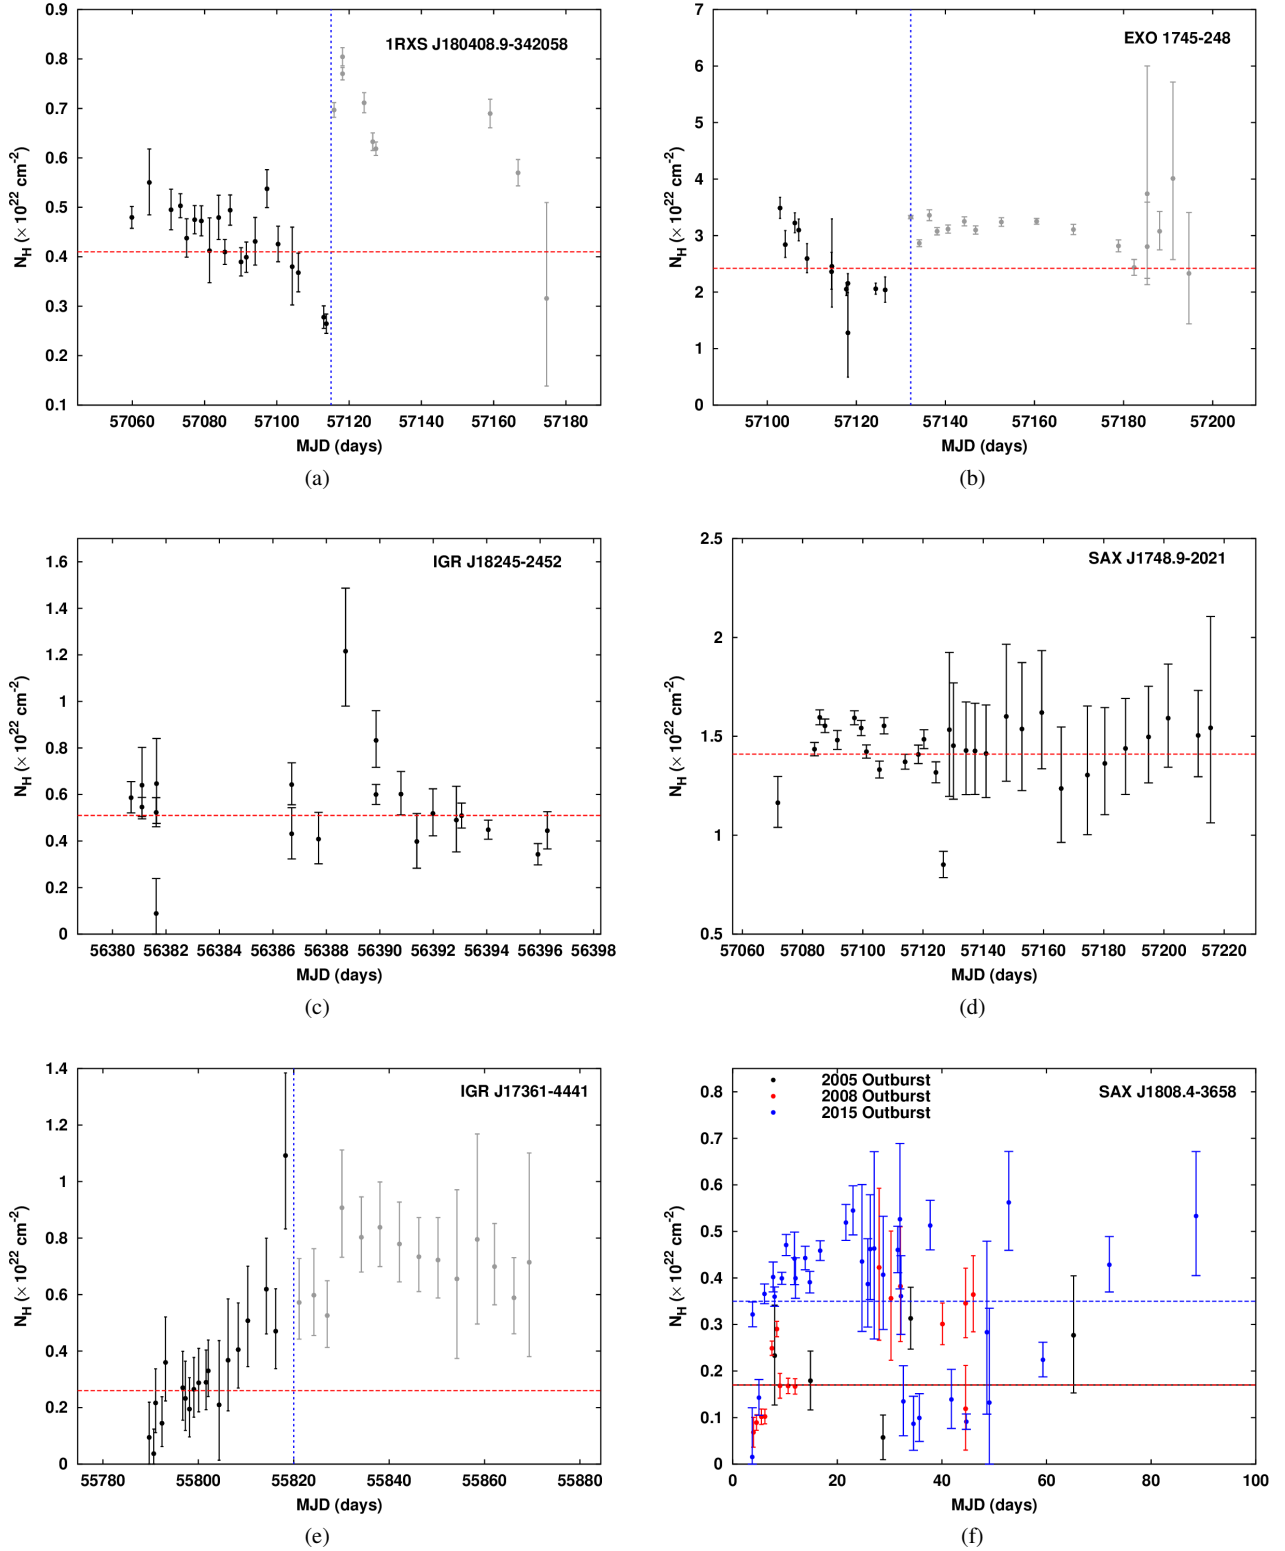 1RXS J180408.9-342058
N_H (× 10^22 cm^-2)
0.9
0.8
0.7
0.6
0.5
0.4
0.3
0.2
0.1
57060 57080 57100 57120 57140 57160 57180
MJD (days)
(a)
EXO 1745-248
N_H (× 10^22 cm^-2)
7
6
5
4
3
2
1
0
57100 57120 57140 57160 57180 57200
MJD (days)
(b)
IGR J18245-2452
N_H (× 10^22 cm^-2)
1.6
1.4
1.2
1
0.8
0.6
0.4
0.2
0
56380 56382 56384 56386 56388 56390 56392 56394 56396 56398
MJD (days)
(c)
SAX J1748.9-2021
N_H (× 10^22 cm^-2)
2.5
2
1.5
1
0.5
57060 57080 57100 57120 57140 57160 57180 57200 57220
MJD (days)
(d)
IGR J17361-4441
N_H (× 10^22 cm^-2)
1.4
1.2
1
0.8
0.6
0.4
0.2
0
55780 55800 55820 55840 55860 55880
MJD (days)
(e)
2005 Outburst
2008 Outburst
2015 Outburst
SAX J1808.4-3658
N_H (× 10^22 cm^-2)
0.8
0.7
0.6
0.5
0.4
0.3
0.2
0.1
0
0 20 40 60 80 100
MJD (days)
(f)